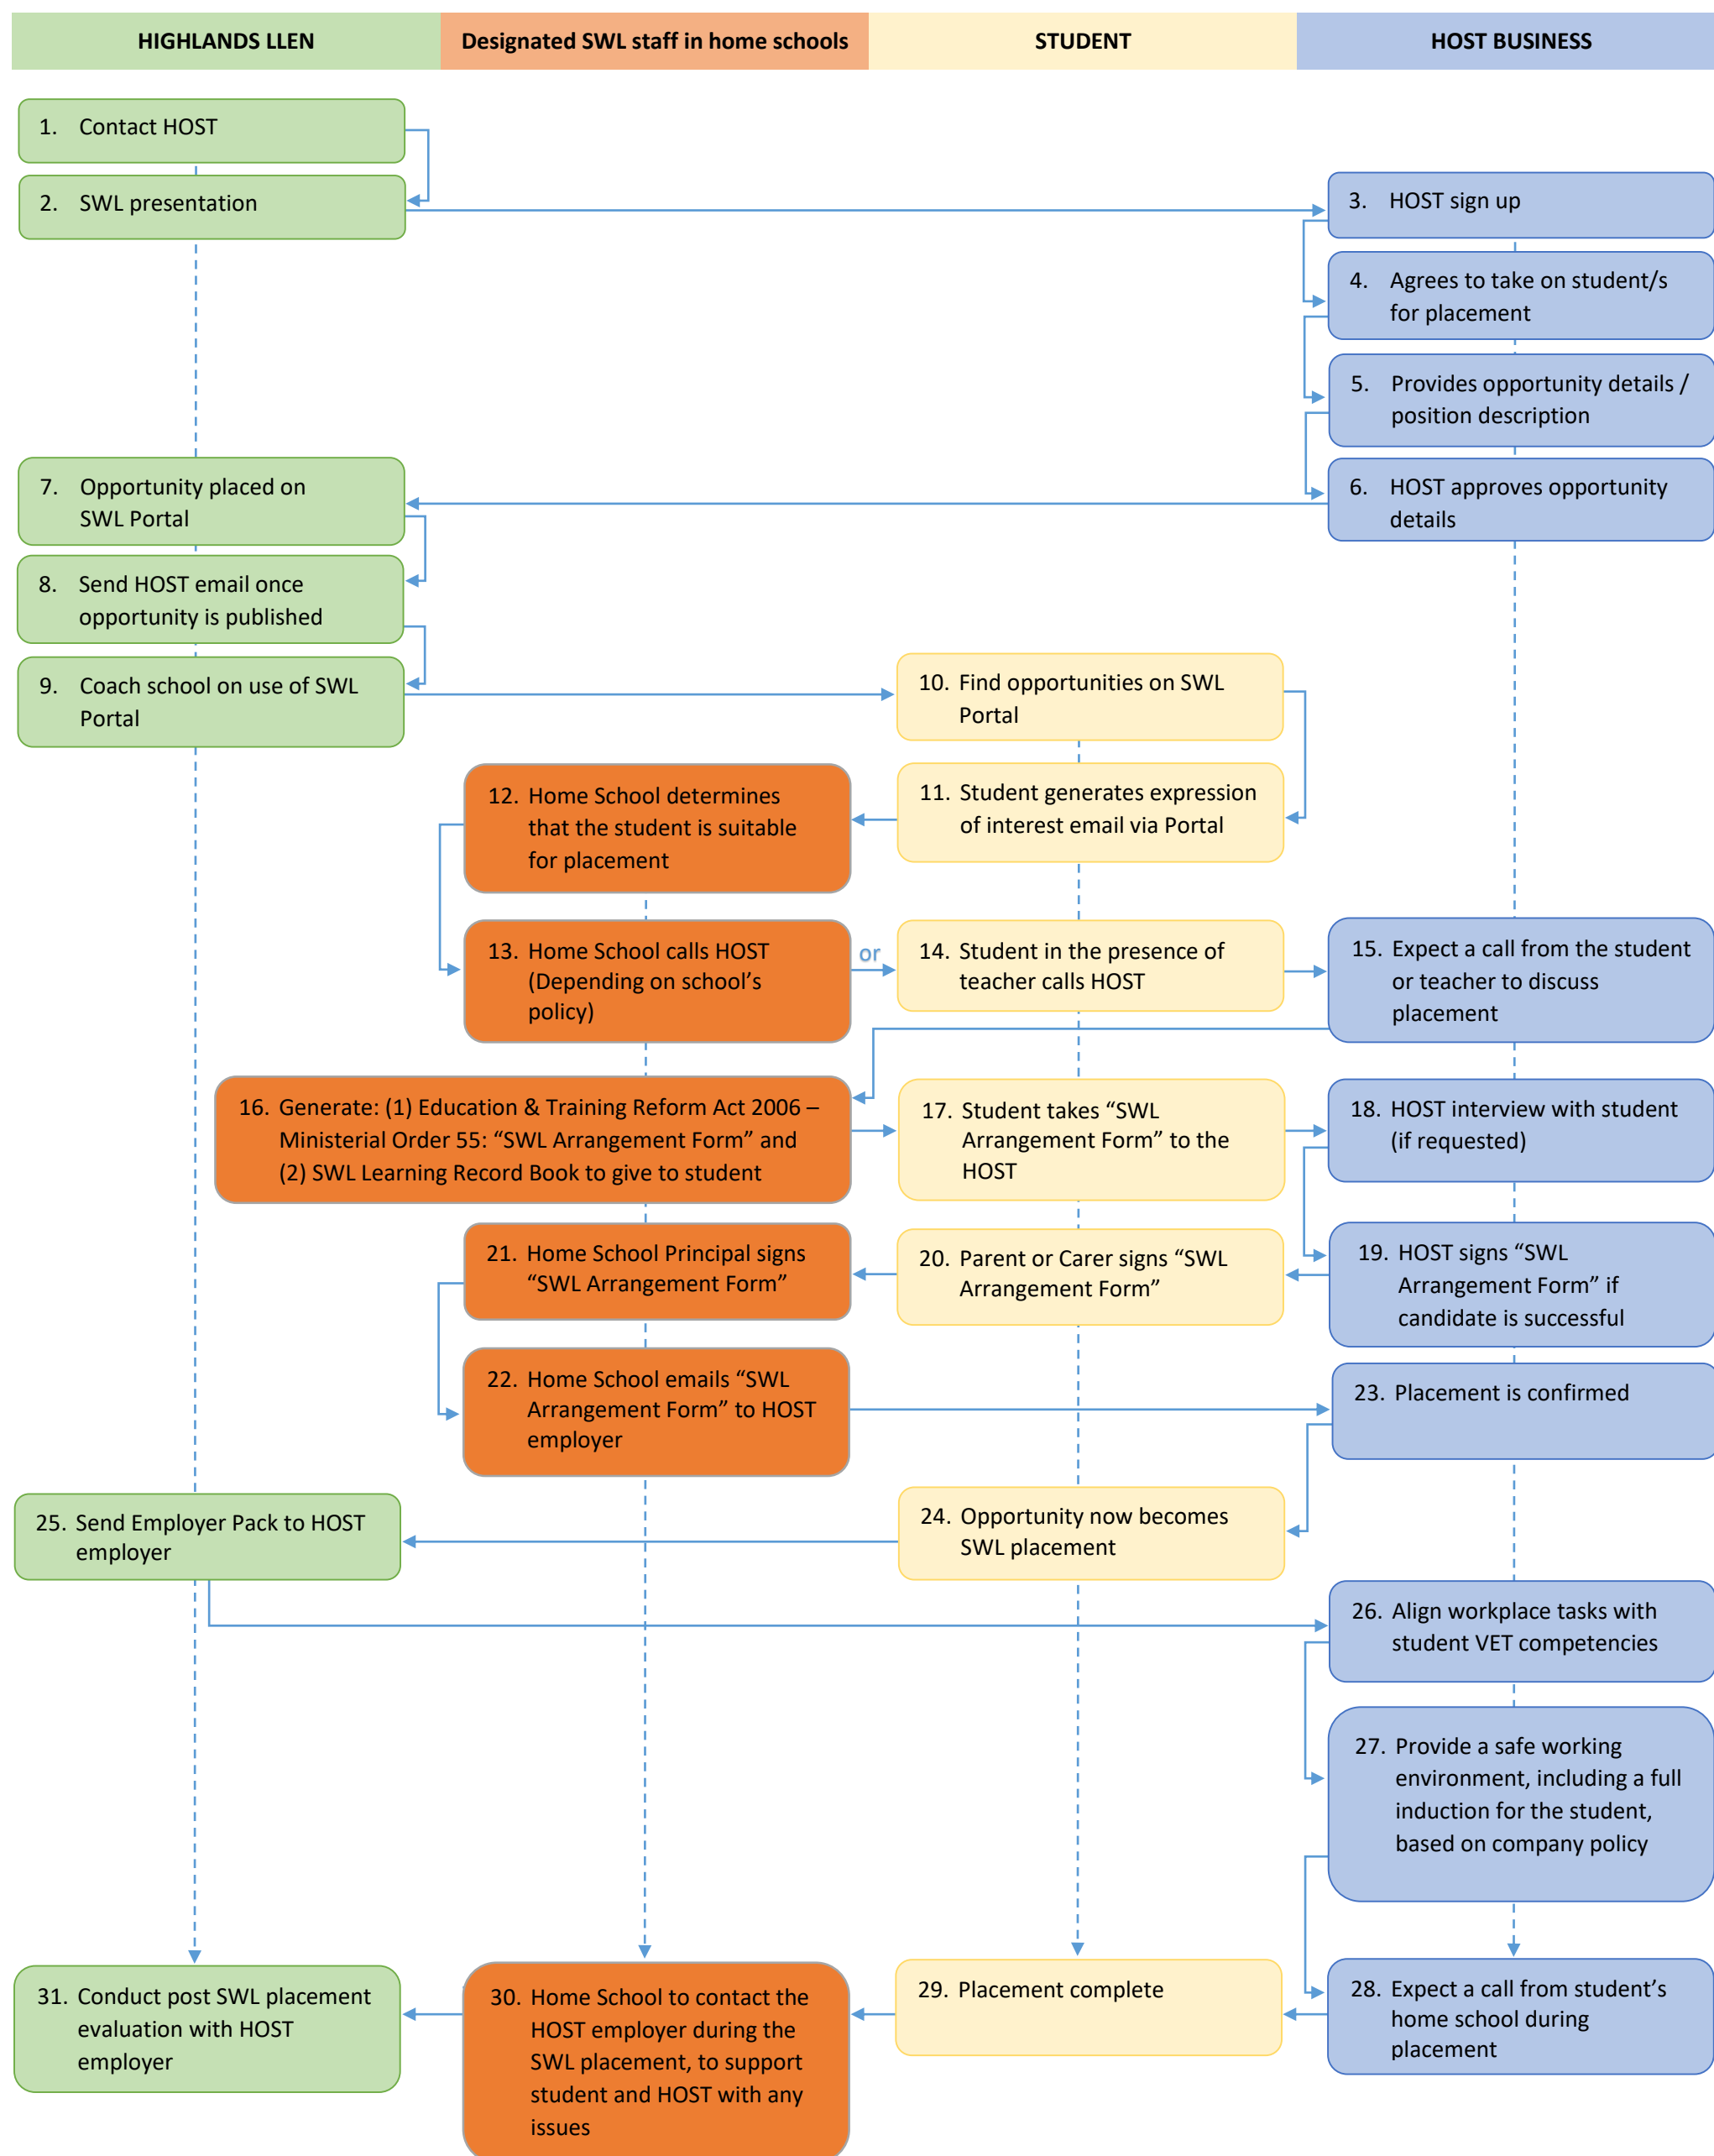 HIGHLANDS LLEN
Designated SWL staff in home schools
STUDENT
HOST BUSINESS
1. Contact HOST
2. SWL presentation
3. HOST sign up
4. Agrees to take on student/s
for placement
5. Provides opportunity details /
position description
6. HOST approves opportunity
details
7. Opportunity placed on
SWL Portal
8. Send HOST email once
opportunity is published
9. Coach school on use of SWL
Portal
10. Find opportunities on SWL
Portal
11. Student generates expression
of interest email via Portal
12. Home School determines
that the student is suitable
for placement
13. Home School calls HOST
(Depending on school’s
policy)
or
14. Student in the presence of
teacher calls HOST
15. Expect a call from the student
or teacher to discuss
placement
16. Generate: (1) Education & Training Reform Act 2006 –
Ministerial Order 55: “SWL Arrangement Form” and
(2) SWL Learning Record Book to give to student
17. Student takes “SWL
Arrangement Form” to the
HOST
18. HOST interview with student
(if requested)
19. HOST signs “SWL
Arrangement Form” if
candidate is successful
20. Parent or Carer signs “SWL
Arrangement Form”
21. Home School Principal signs
“SWL Arrangement Form”
22. Home School emails “SWL
Arrangement Form” to HOST
employer
23. Placement is confirmed
24. Opportunity now becomes
SWL placement
25. Send Employer Pack to HOST
employer
26. Align workplace tasks with
student VET competencies
27. Provide a safe working
environment, including a full
induction for the student,
based on company policy
28. Expect a call from student’s
home school during
placement
29. Placement complete
30. Home School to contact the
HOST employer during the
SWL placement, to support
student and HOST with any
issues
31. Conduct post SWL placement
evaluation with HOST
employer